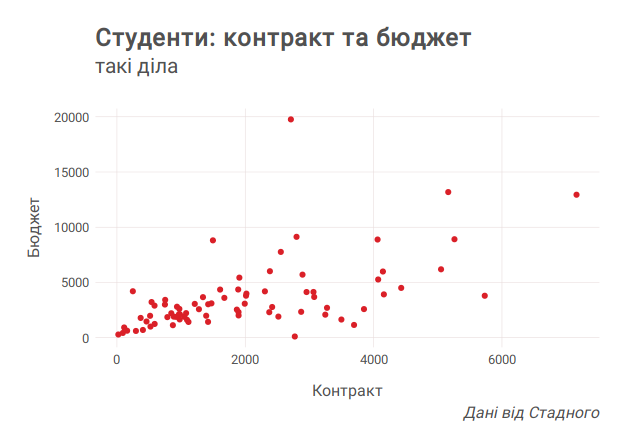 Студенти: контракт та бюджет
такі діла
20000
15000
10000
5000
0
Бюджет
0 2000 4000 6000
Контракт
Дані від Стадного